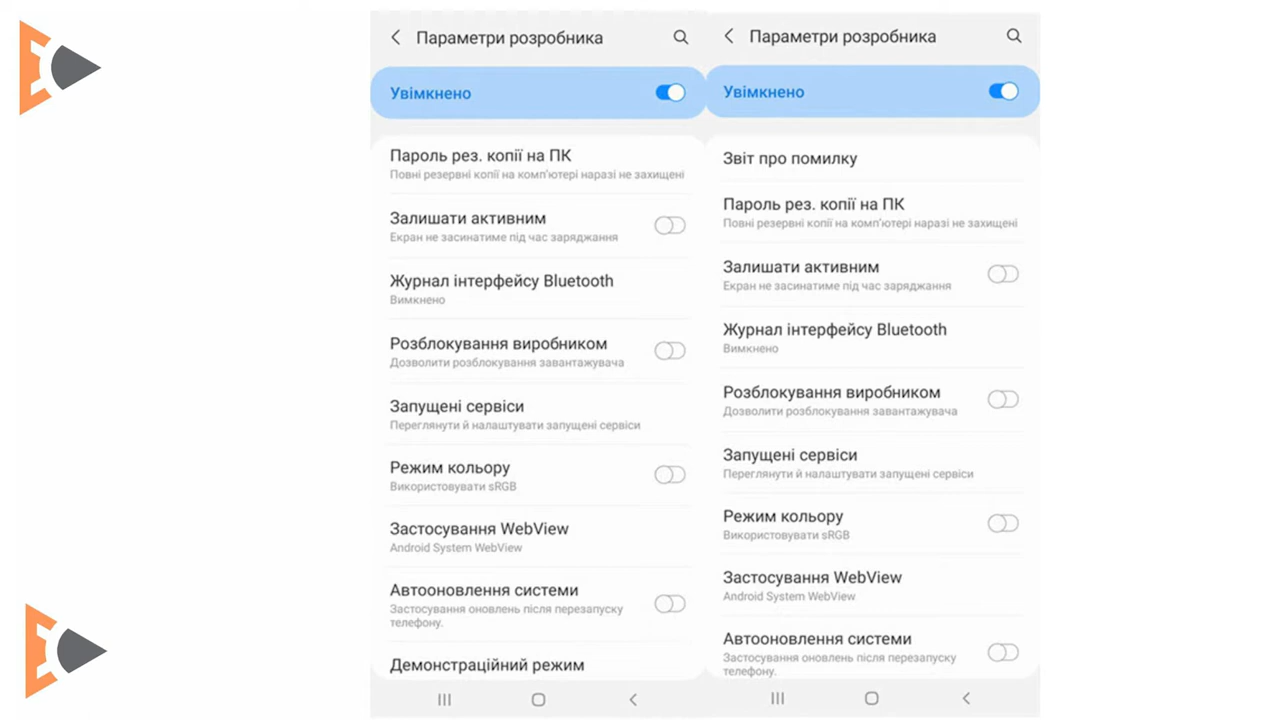 Параметри розробника
Увімкнено
Пароль рез. копії на ПК
Повні резервні копії на комп'ютері наразі не захищені
Залишати активним
Екран не засинатиме під час заряджання
Журнал інтерфейсу Bluetooth
Вимкнено
Розблокування виробником
Дозволити розблокування завантажувача
Запущені сервіси
Переглянути й налаштувати запущені сервіси
Режим кольору
Використовувати sRGB
Застосування WebView
Android System WebView
Автооновлення системи
Застосування оновлень після перезапуску
телефону.
Демонстраційний режим
Параметри розробника
Увімкнено
Звіт про помилку
Пароль рез. копії на ПК
Повні резервні копії на комп'ютері наразі не захищені
Залишати активним
Екран не засинатиме під час заряджання
Журнал інтерфейсу Bluetooth
Вимкнено
Розблокування виробником
Дозволити розблокування завантажувача
Запущені сервіси
Переглянути й налаштувати запущені сервіси
Режим кольору
Використовувати sRGB
Застосування WebView
Android System WebView
Автооновлення системи
Застосування оновлень після перезапуску
телефону.